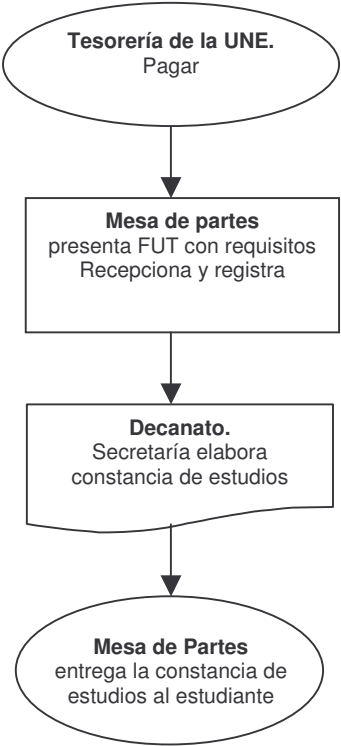 Tesorería de la UNE.
Pagar
Mesa de partes
presenta FUT con requisitos
Recepciona y registra
Decanato.
Secretaría elabora
constancia de estudios
Mesa de Partes
entrega la constancia de
estudios al estudiante